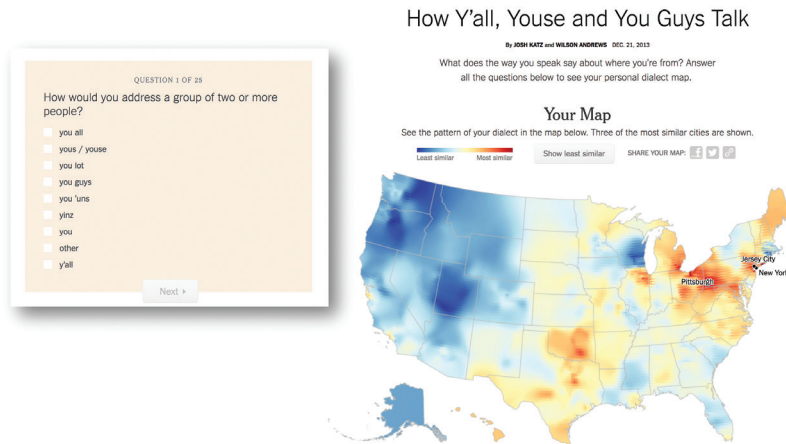 QUESTION 1 OF 25
How would you address a group of two or more
people?
you all
yous / youse
you lot
you guys
you 'uns
yinz
you
other
y'all
Next
How Y'all, Youse and You Guys Talk
By JOSH KATZ and WILSON ANDREWS DEC. 21, 2013
What does the way you speak say about where you're from? Answer
all the questions below to see your personal dialect map.
Your Map
See the pattern of your dialect in the map below. Three of the most similar cities are shown.
Least similar Most similar
Show least similar
SHARE YOUR MAP:
Jersey City
New York
Pittsburgh